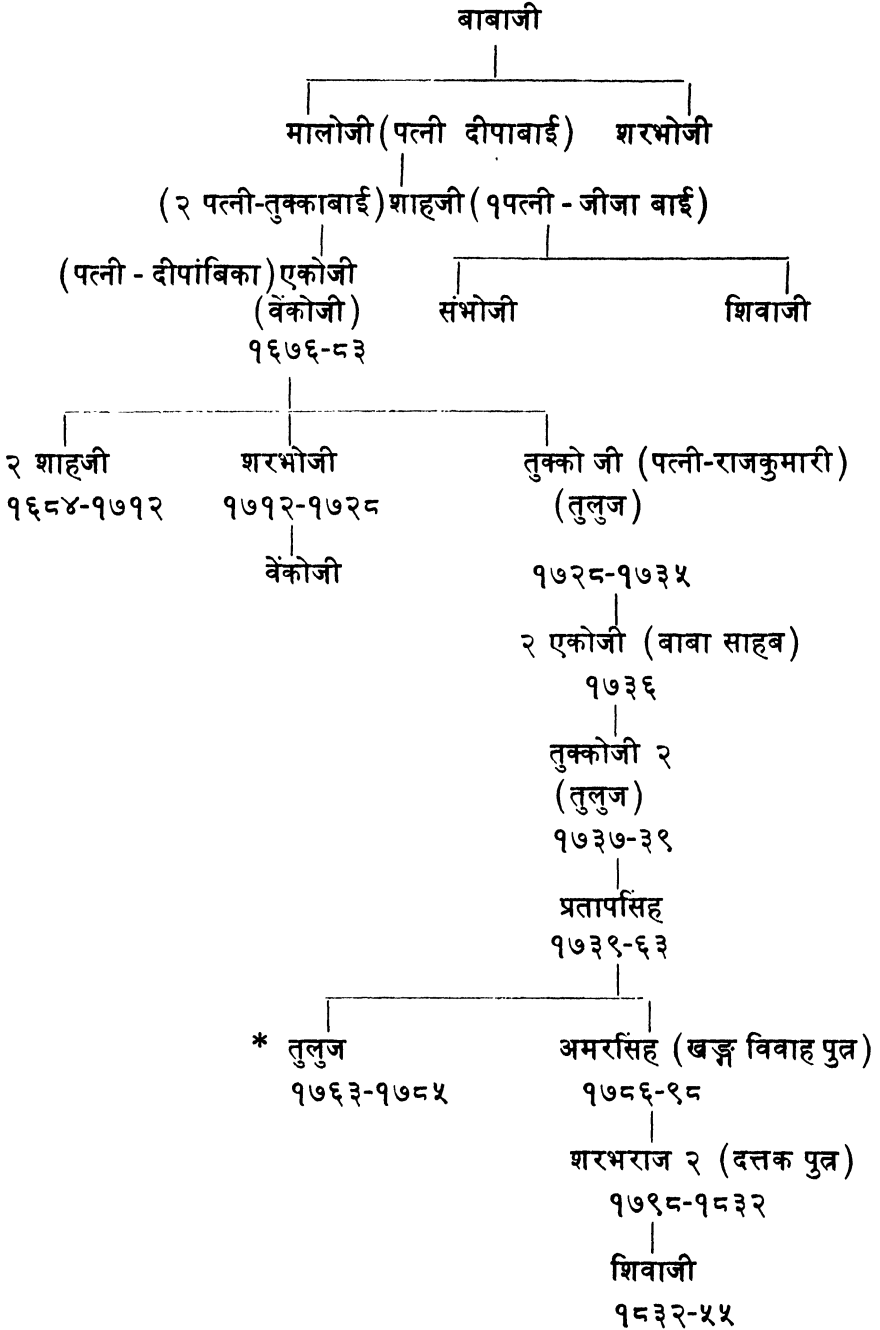 बाबाजी
मालोजी (पत्नी दीपाबाई) शरभोजी
(२ पत्नी-तुक्काबाई) शाहजी (१पत्नी - जीजा बाई)
(पत्नी - दीपांबिका) एकोजी
(वेंकोजी) संभोजी शिवाजी
१६७६-८३
२ शाहजी शरभोजी तुक्को जी (पत्नी-राजकुमारी)
१६८४-१७१२ १७१२-१७२८ (तुलुज)
वेंकोजी १७२८-१७३५
२ एकोजी (बाबा साहब)
१७३६
तुक्कोजी २
(तुलुज)
१७३७-३९
प्रतापसिंह
१७३९-६३
* तुलुज अमरसिंह (खङ्ग विवाह पुत्र)
१७६३-१७८५ १७८६-९८
शरभराज २ (दत्तक पुत्र)
१७९८-१८३२
शिवाजी
१८३२-५५